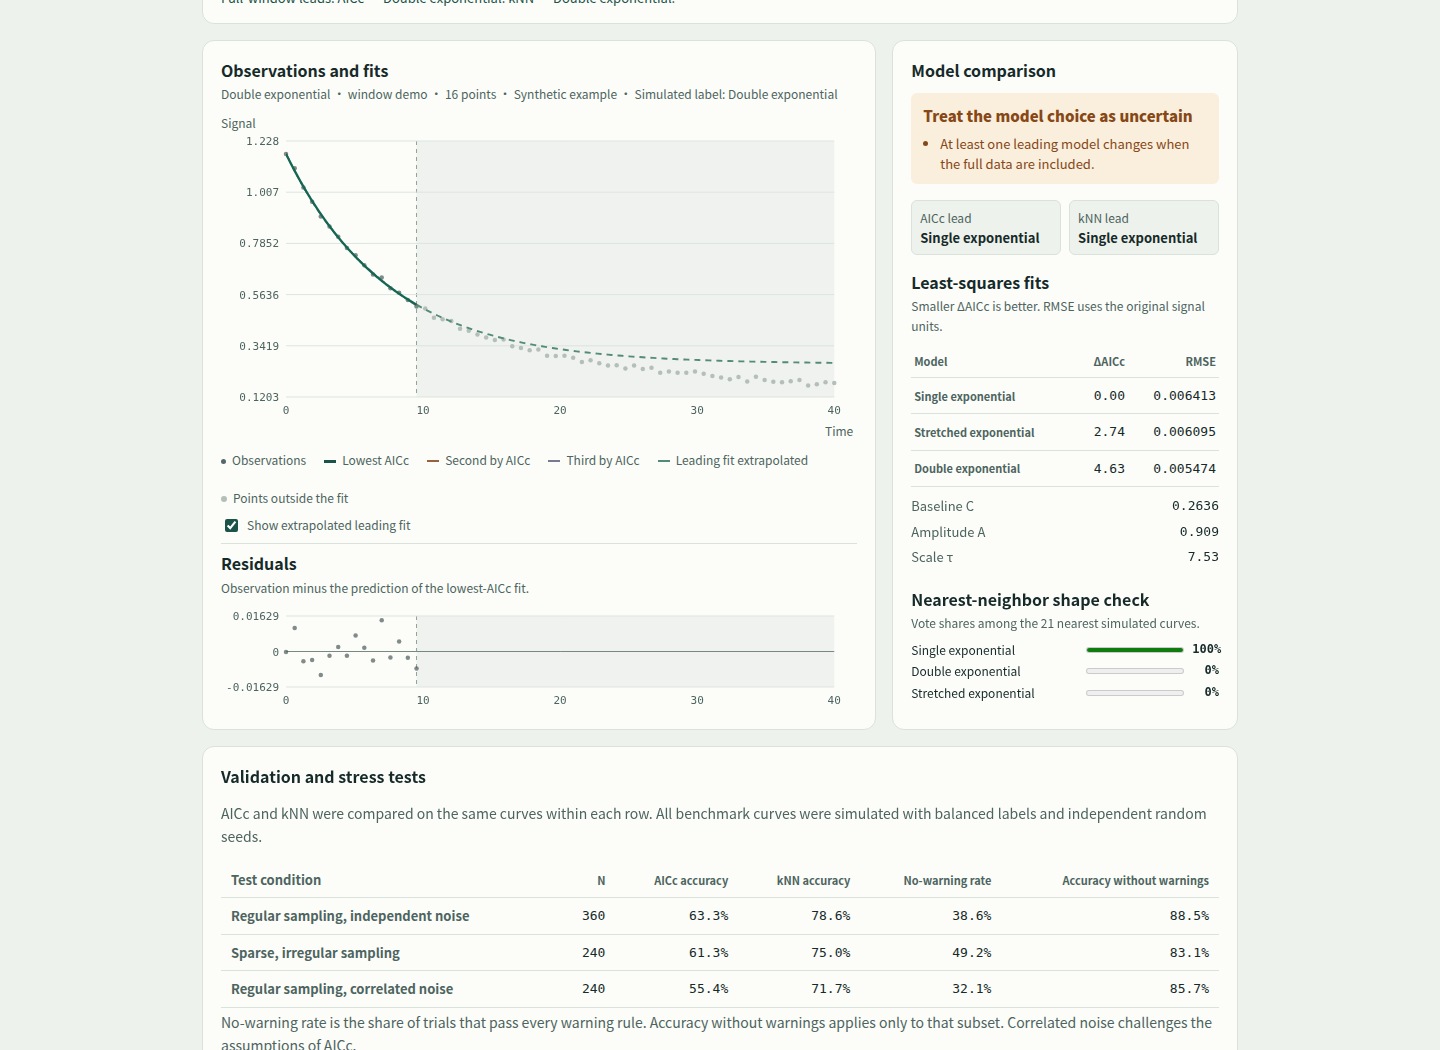 Full-window leads: AICc — Double exponential. kNN — Double exponential.
Observations and fits
Double exponential • window demo • 16 points • Synthetic example • Simulated label: Double exponential
Signal
1.228
1.007
0.7852
0.5636
0.3419
0.1203
0 10 20 30 40
Time
Observations Lowest AICc Second by AICc Third by AICc Leading fit extrapolated
Points outside the fit
Show extrapolated leading fit
Residuals
Observation minus the prediction of the lowest-AICc fit.
0.01629
0
-0.01629
0 10 20 30 40
Model comparison
Treat the model choice as uncertain
• At least one leading model changes when
the full data are included.
AICc lead
Single exponential
kNN lead
Single exponential
Least-squares fits
Smaller ΔAICc is better. RMSE uses the original signal
units.
Model ΔAICc RMSE
Single exponential 0.00 0.006413
Stretched exponential 2.74 0.006095
Double exponential 4.63 0.005474
Baseline C 0.2636
Amplitude A 0.909
Scale τ 7.53
Nearest-neighbor shape check
Vote shares among the 21 nearest simulated curves.
Single exponential 100%
Double exponential 0%
Stretched exponential 0%
Validation and stress tests
AICc and kNN were compared on the same curves within each row. All benchmark curves were simulated with balanced labels and independent random
seeds.
Test condition N AICc accuracy kNN accuracy No-warning rate Accuracy without warnings
Regular sampling, independent noise 360 63.3% 78.6% 38.6% 88.5%
Sparse, irregular sampling 240 61.3% 75.0% 49.2% 83.1%
Regular sampling, correlated noise 240 55.4% 71.7% 32.1% 85.7%
No-warning rate is the share of trials that pass every warning rule. Accuracy without warnings applies only to that subset. Correlated noise challenges the
assumptions of AICc.